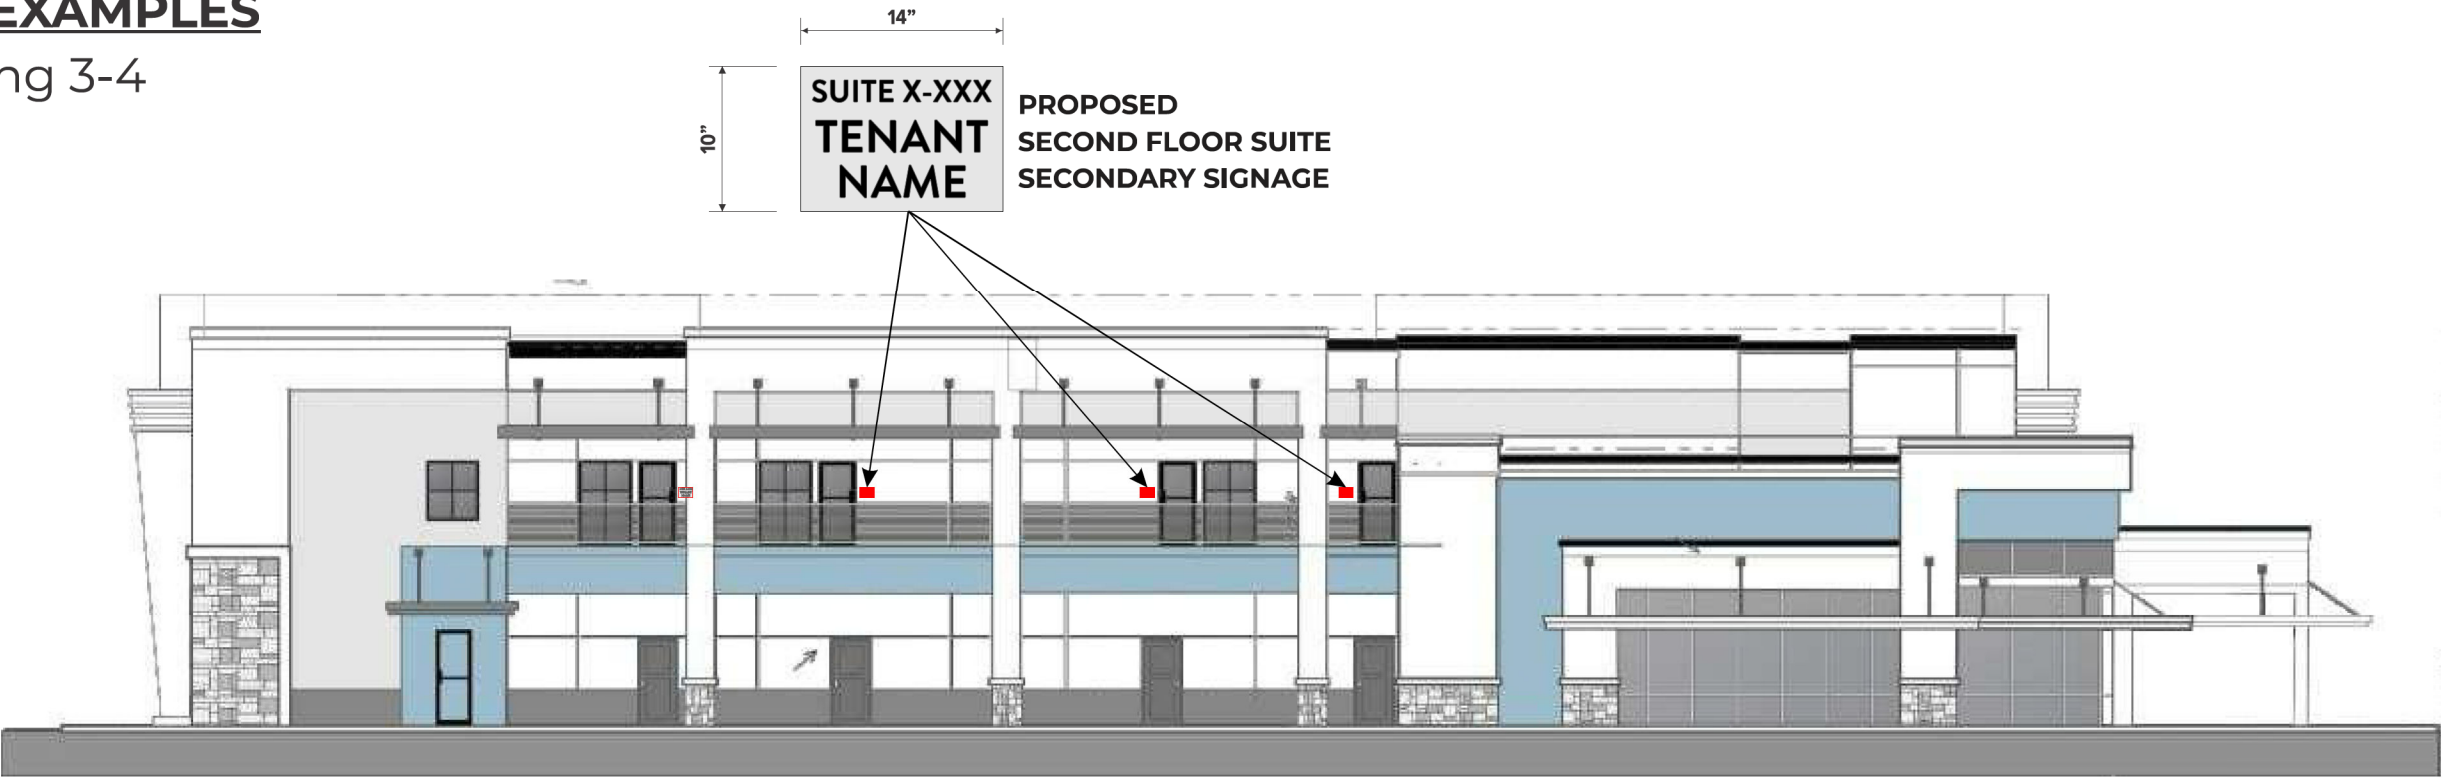 EXAMPLES
ng 3-4
14”
10”
SUITE X-XXX
TENANT
NAME
PROPOSED
SECOND FLOOR SUITE
SECONDARY SIGNAGE